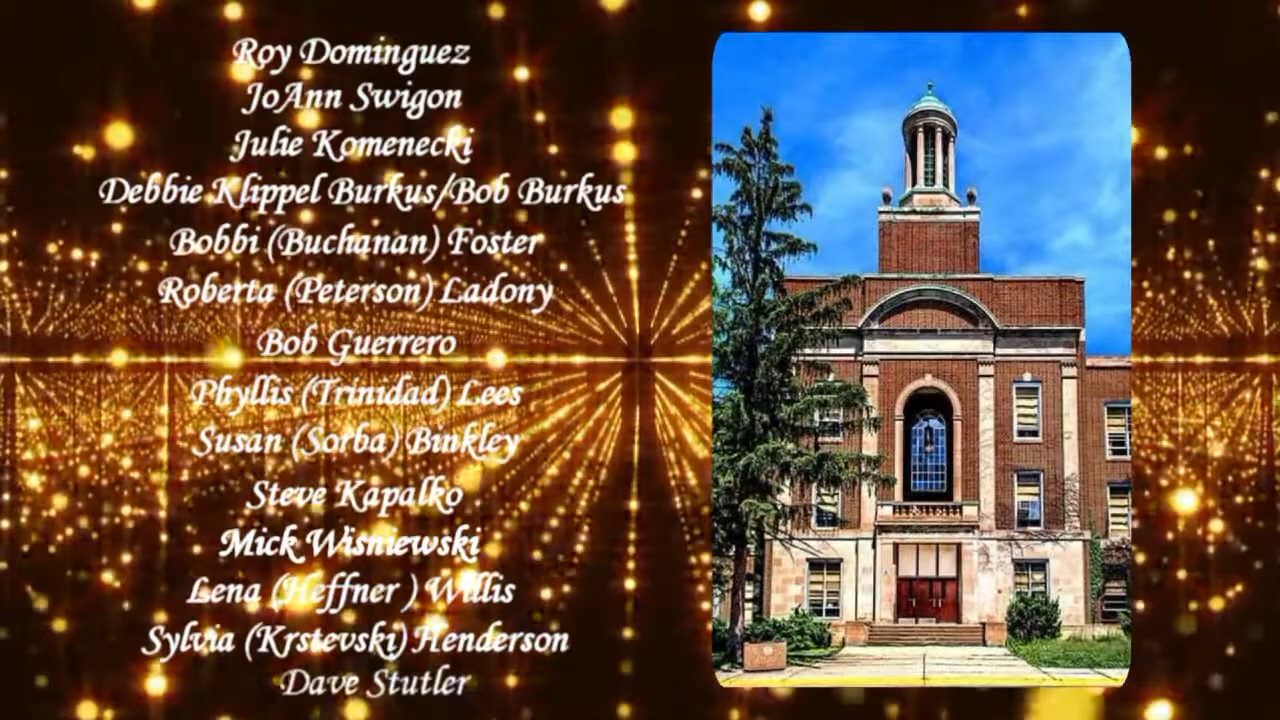 Roy Dominguez
JoAnn Swigon
Julie Komenecki
Debbie Klippel Burkus/Bob Burkus
Bobbi (Buchanan) Foster
Roberta (Peterson) Ladony
Bob Guerrero
Phyllis (Trinidad) Lees
Susan (Sorba) Binkley
Steve Kapalko
Mick Wisniewski
Lena (Heffner ) Willis
Sylvia (Krstevski) Henderson
Dave Stutler